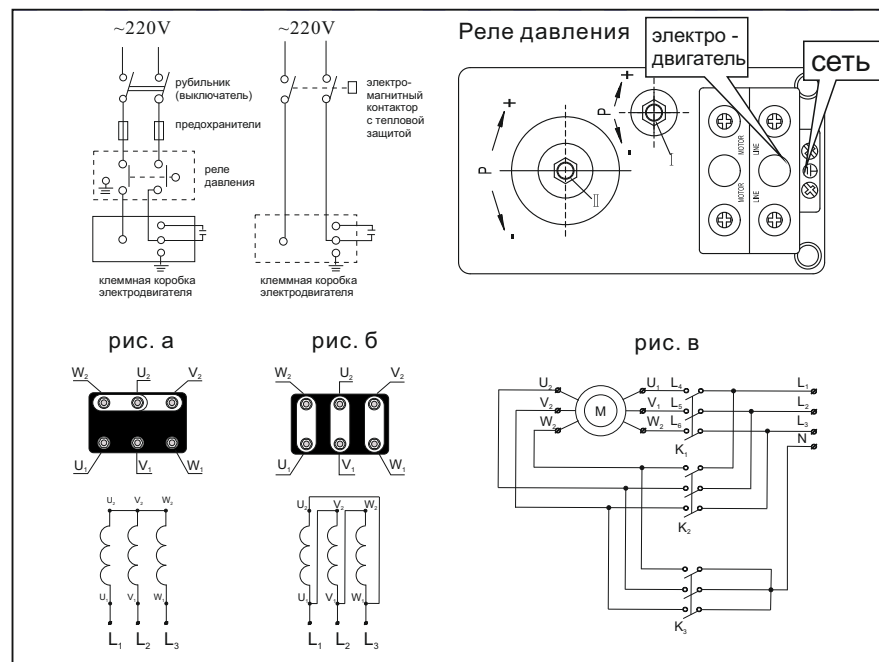 ~220V
~220V
рубильник
(выключатель)
предохранители
реле
давления
клеммная коробка
электродвигателя
электро-
магнитный
контактор
с тепловой
защитой
клеммная коробка
электродвигателя
Реле давления
электро -
двигатель
сеть
+
P
-
+
P
-
I
II
MOTOR
LINE
MOTOR
LINE
рис. а
W₂ U₂ V₂
U₁ V₁ W₁
U₂ V₂ W₂
U₁ V₁ W₁
L₁ L₂ L₃
рис. б
W₂ U₂ V₂
U₁ V₁ W₁
U₂ V₂ W₂
U₁ V₁ W₁
L₁ L₂ L₃
рис. в
U₂ U₁ L₄ L₁
V₂ M V₁ L₅ L₂
W₂ W₂ L₆ L₃
K₁ N
K₂
K₃